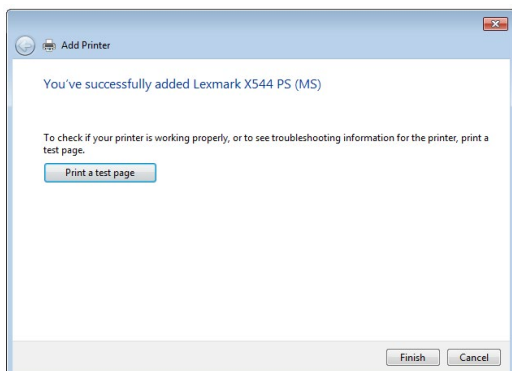 Add Printer
You've successfully added Lexmark X544 PS (MS)
To check if your printer is working properly, or to see troubleshooting information for the printer, print a
test page.
Print a test page
Finish Cancel